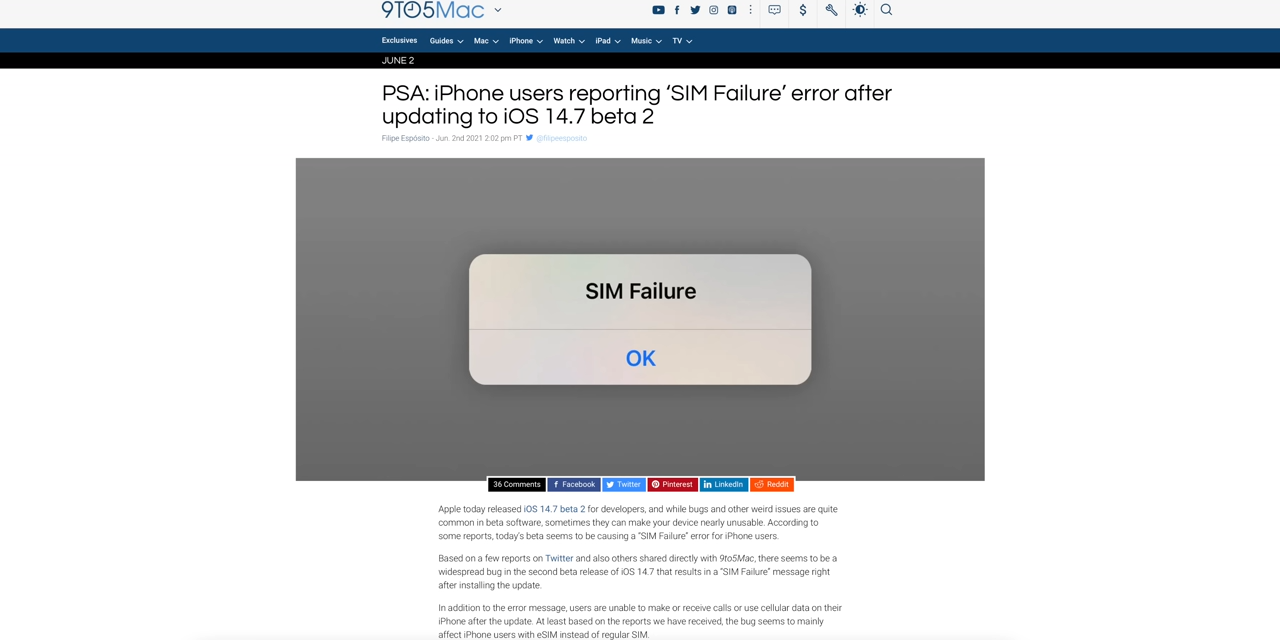 9TO5Mac
Exclusives Guides Mac iPhone Watch iPad Music TV
JUNE 2
PSA: iPhone users reporting ‘SIM Failure’ error after
updating to iOS 14.7 beta 2
Filipe Espósito - Jun. 2nd 2021 2:02 pm PT @filipeesposito
SIM Failure
OK
36 Comments Facebook Twitter Pinterest LinkedIn Reddit
Apple today released iOS 14.7 beta 2 for developers, and while bugs and other weird issues are quite
common in beta software, sometimes they can make your device nearly unusable. According to
some reports, today’s beta seems to be causing a “SIM Failure” error for iPhone users.
Based on a few reports on Twitter and also others shared directly with 9to5Mac, there seems to be a
widespread bug in the second beta release of iOS 14.7 that results in a “SIM Failure” message right
after installing the update.
In addition to the error message, users are unable to make or receive calls or use cellular data on their
iPhone after the update. At least based on the reports we have received, the bug seems to mainly
affect iPhone users with eSIM instead of regular SIM.